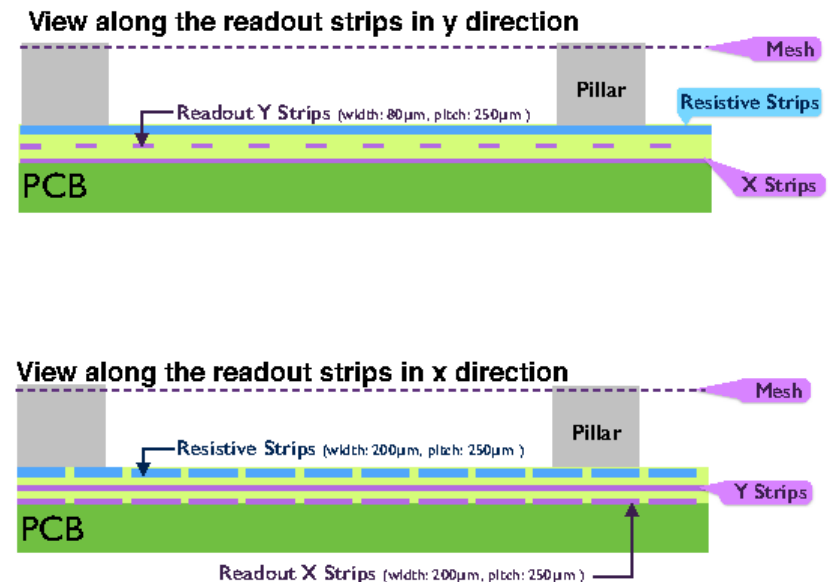 View along the readout strips in y direction
Mesh
Pillar
Resistive Strips
Readout Y Strips (width: 80μm, pitch: 250μm )
PCB
X Strips
View along the readout strips in x direction
Mesh
Pillar
Resistive Strips (width: 200μm, pitch: 250μm )
Y Strips
PCB
Readout X Strips (width: 200μm, pitch: 250μm )